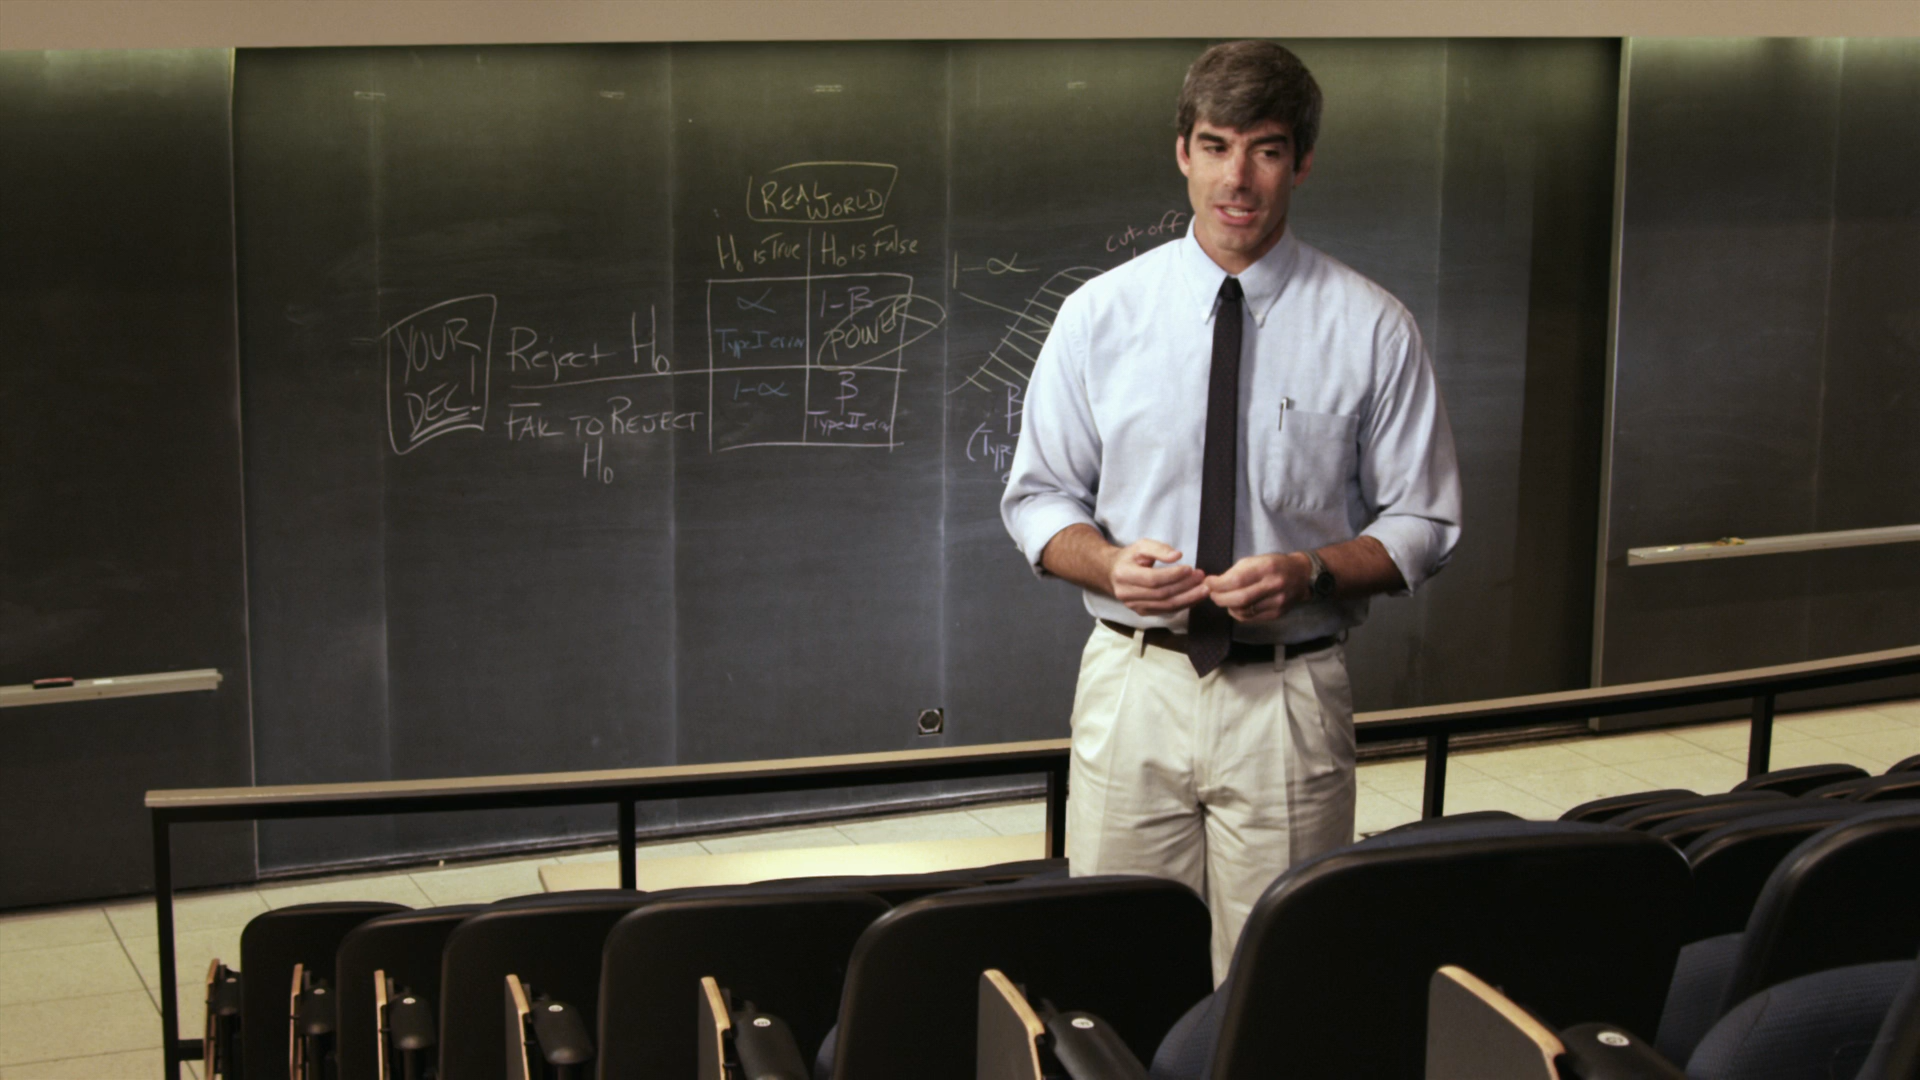 REAL
WORLD
H₀ is True H₀ is False
α 1-β
Type I error POWER
YOUR
DEC!
Reject H₀
1-α β
Type II error
FAIL TO REJECT
H₀
1-α
cut-off
β
(Type